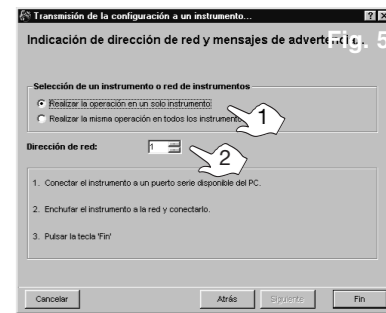 Transmisión de la configuración a un instrumento...
Indicación de dirección de red y mensajes de advertencia.
Fig. 5
Selección de un instrumento o red de instrumentos
Realizar la operación en un solo instrumento
Realizar la misma operación en todos los instrumentos
1
Dirección de red:
1
2
1. Conectar el instrumento a un puerto serie disponible del PC.
2. Enchufar el instrumento a la red y conectarlo.
3. Pulsar la tecla 'Fin'
Cancelar
Atrás
Siguiente
Fin